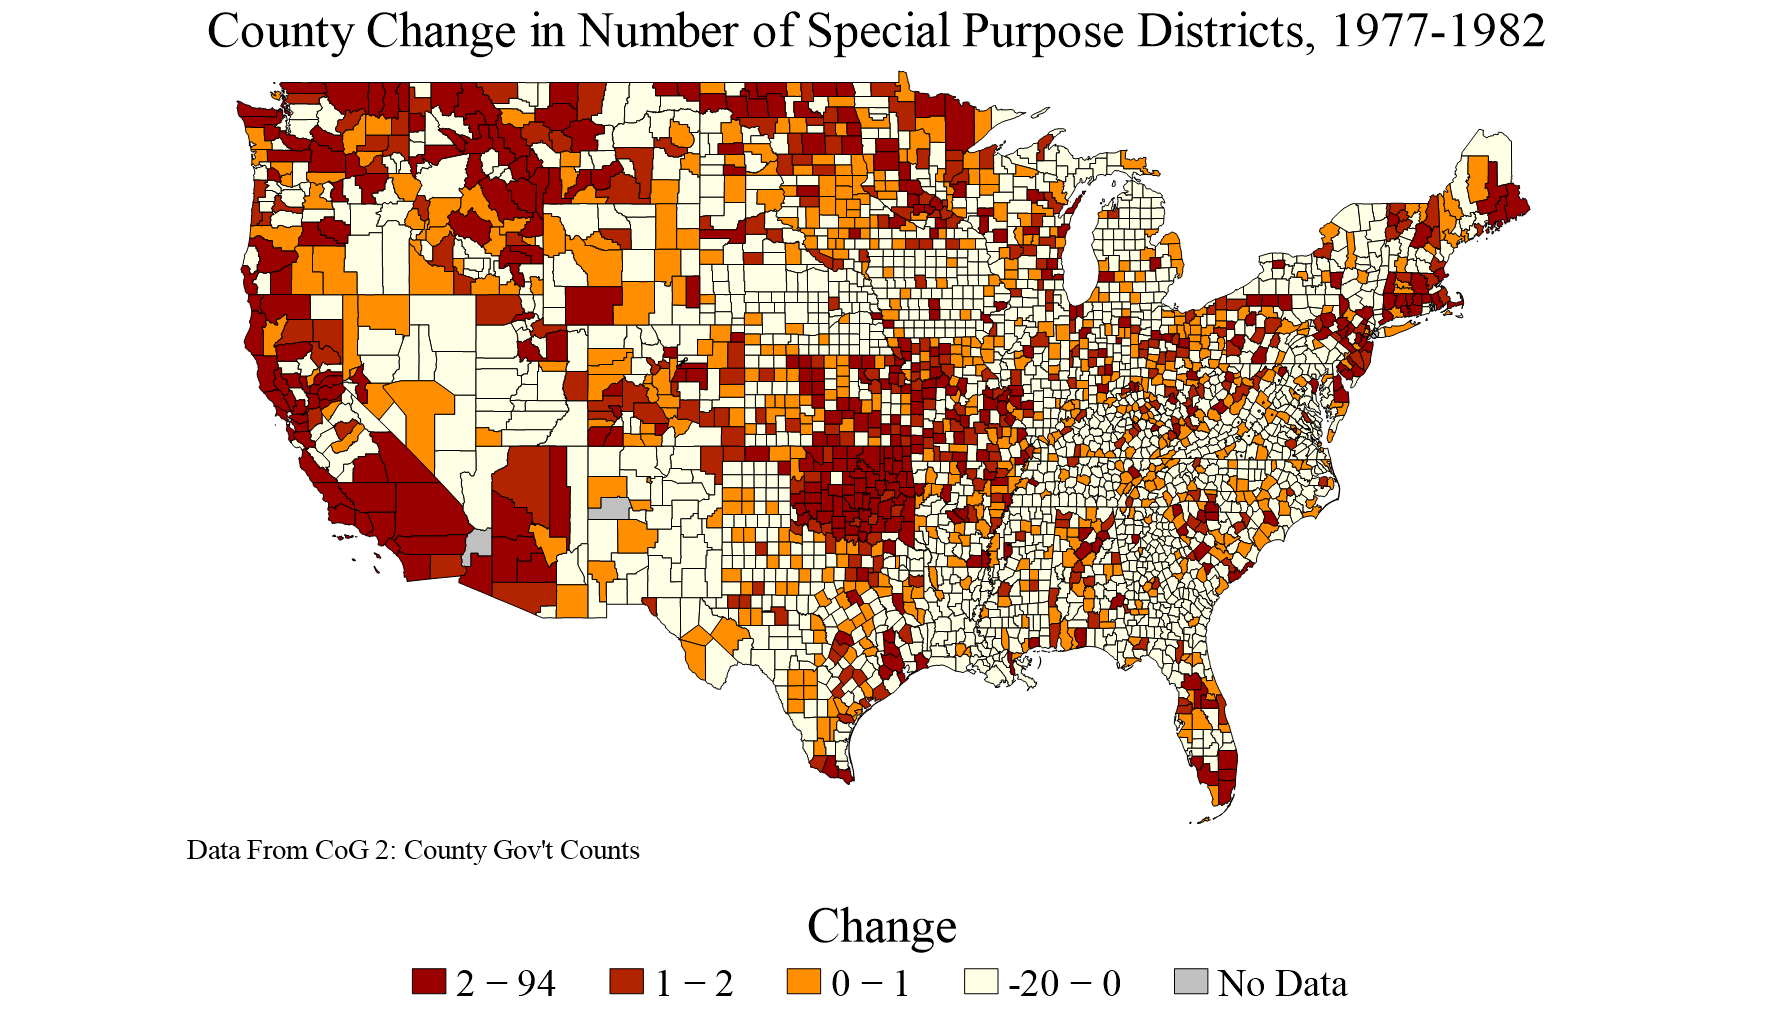 County Change in Number of Special Purpose Districts, 1977-1982
Data From CoG 2: County Gov't Counts
Change
2 − 94 1 − 2 0 − 1 -20 − 0 No Data